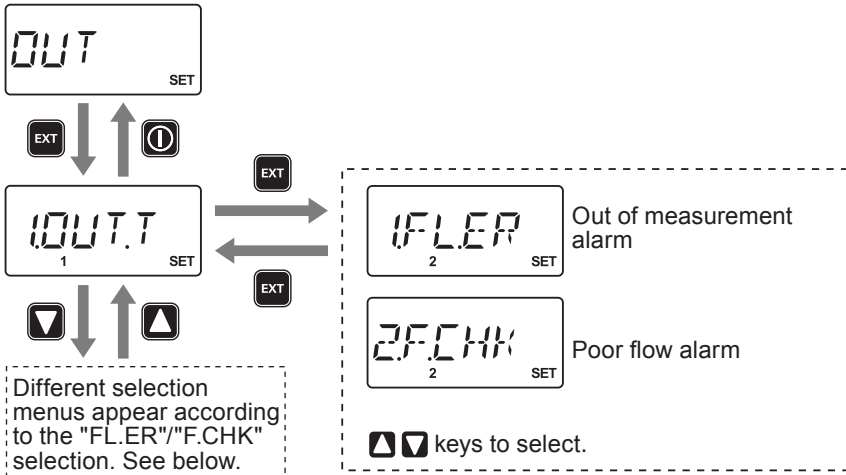 OUT
SET
EXT
EXT
1.OUT.T
1
SET
EXT
1.FL.ER
2
SET
Out of measurement
alarm
2.F.CHK
2
SET
Poor flow alarm
Different selection
menus appear according
to the "FL.ER"/"F.CHK"
selection. See below.
keys to select.